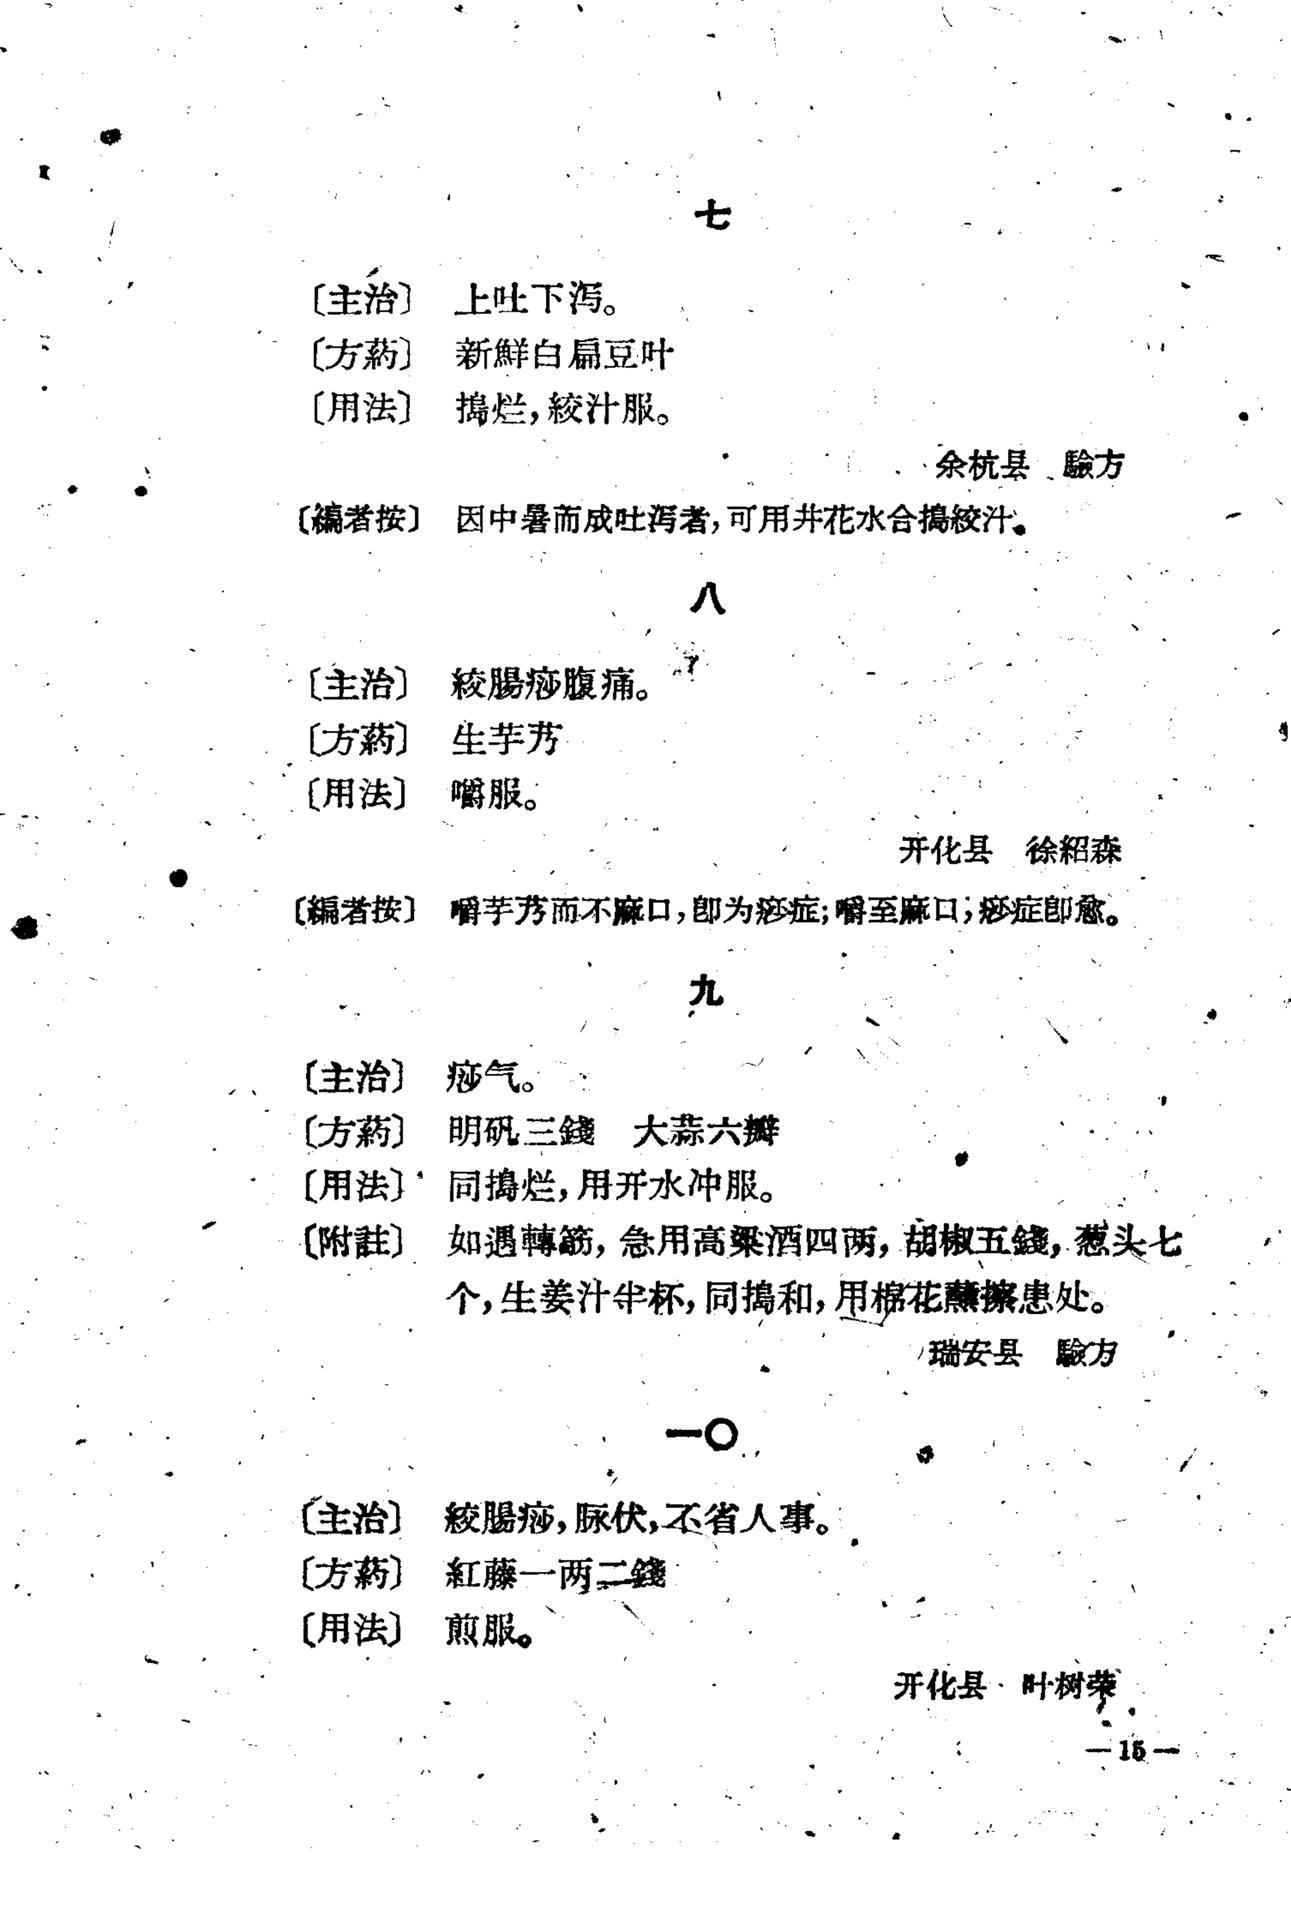 七
〔主治〕 上吐下泻。
〔方葯〕 新鮮白扁豆叶
〔用法〕 搗烂，絞汁服。
余杭县 驗方
〔編者按〕 因中暑而成吐泻者，可用井花水合搗絞汁。
八
〔主治〕 絞腸痧腹痛。
〔方葯〕 生芋艿
〔用法〕 嚼服。
开化县 徐紹森
〔編者按〕 嚼芋艿而不麻口，卽为痧症；嚼至麻口，痧症卽愈。
九
〔主治〕 痧气。
〔方葯〕 明矾三錢 大蒜六瓣
〔用法〕 同搗烂，用开水冲服。
〔附註〕 如遇轉筋，急用高粱酒四两，胡椒五錢，葱头七
个，生姜汁半杯，同搗和，用棉花蘸擦患处。
瑞安县 驗方
一〇
〔主治〕 絞腸痧，脉伏，不省人事。
〔方葯〕 紅藤一两二錢
〔用法〕 煎服。
开化县 叶树荣
—15—